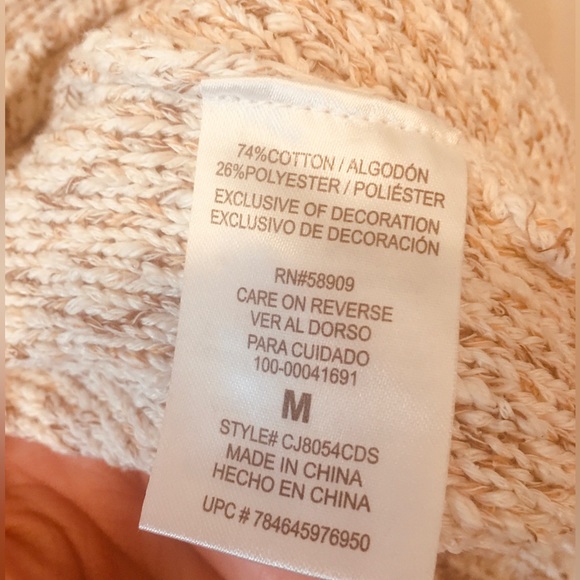 74%COTTON / ALGODÓN
26%POLYESTER / POLIÉSTER
EXCLUSIVE OF DECORATION
EXCLUSIVO DE DECORACIÓN
RN#58909
CARE ON REVERSE
VER AL DORSO
PARA CUIDADO
100-00041691
M
STYLE# CJ8054CDS
MADE IN CHINA
HECHO EN CHINA
UPC # 784645976950